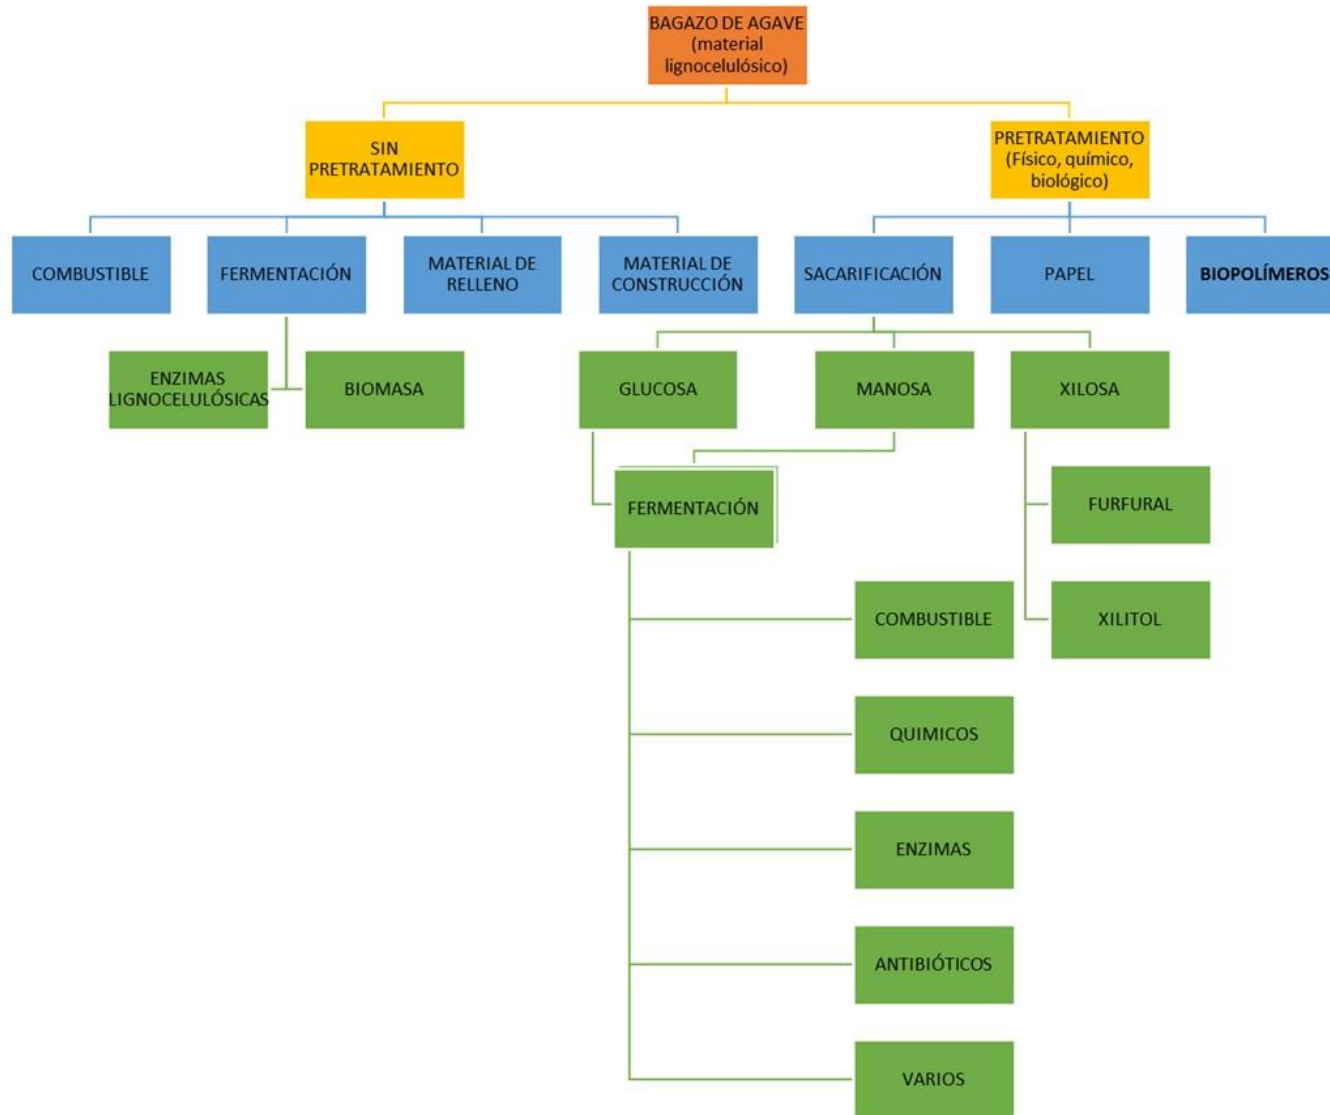 BAGAZO DE AGAVE
(material
lignocelulósico)
SIN
PRETRATAMIENTO
PRETRATAMIENTO
(Físico, químico,
biológico)
COMBUSTIBLE
FERMENTACIÓN
MATERIAL DE
RELLENO
MATERIAL DE
CONSTRUCCIÓN
SACARIFICACIÓN
PAPEL
BIOPOLÍMEROS
ENZIMAS
LIGNOCELULÓSICAS
BIOMASA
GLUCOSA
MANOSA
XILOSA
FERMENTACIÓN
FURFURAL
COMBUSTIBLE
XILITOL
QUIMICOS
ENZIMAS
ANTIBIÓTICOS
VARIOS